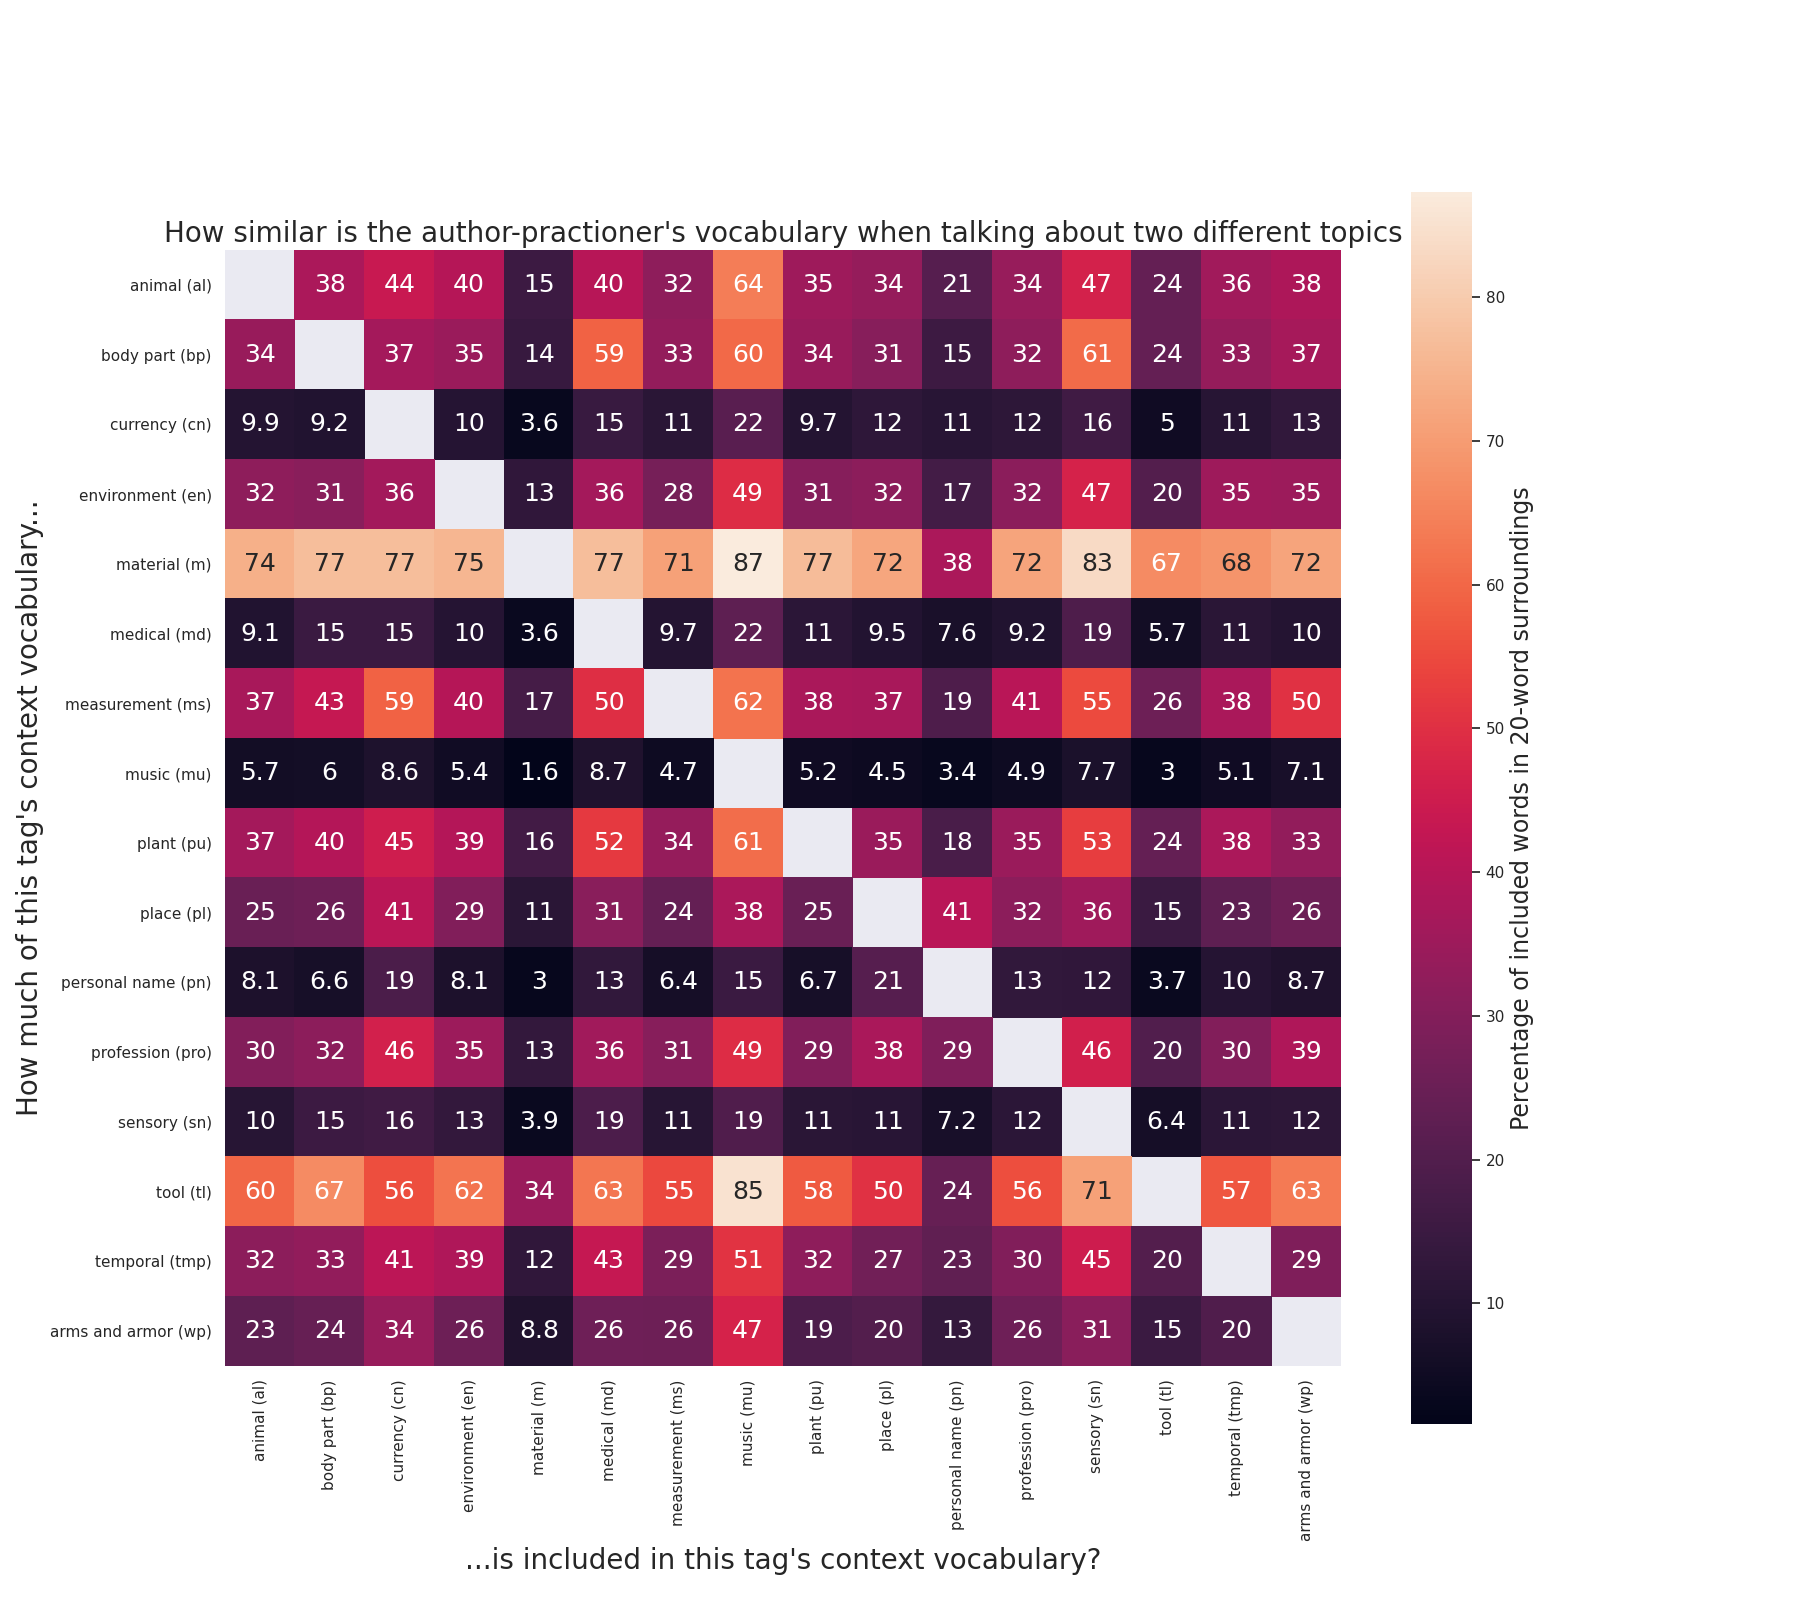 How similar is the author-practioner's vocabulary when talking about two different topics
How much of this tag's context vocabulary...
animal (al) 38 44 40 15 40 32 64 35 34 21 34 47 24 36 38
body part (bp) 34 37 35 14 59 33 60 34 31 15 32 61 24 33 37
currency (cn) 9.9 9.2 10 3.6 15 11 22 9.7 12 11 12 16 5 11 13
environment (en) 32 31 36 13 36 28 49 31 32 17 32 47 20 35 35
material (m) 74 77 77 75 77 71 87 77 72 38 72 83 67 68 72
medical (md) 9.1 15 15 10 3.6 9.7 22 11 9.5 7.6 9.2 19 5.7 11 10
measurement (ms) 37 43 59 40 17 50 62 38 37 19 41 55 26 38 50
music (mu) 5.7 6 8.6 5.4 1.6 8.7 4.7 5.2 4.5 3.4 4.9 7.7 3 5.1 7.1
plant (pu) 37 40 45 39 16 52 34 61 35 18 35 53 24 38 33
place (pl) 25 26 41 29 11 31 24 38 25 41 32 36 15 23 26
personal name (pn) 8.1 6.6 19 8.1 3 13 6.4 15 6.7 21 13 12 3.7 10 8.7
profession (pro) 30 32 46 35 13 36 31 49 29 38 29 46 20 30 39
sensory (sn) 10 15 16 13 3.9 19 11 19 11 11 7.2 12 6.4 11 12
tool (tl) 60 67 56 62 34 63 55 85 58 50 24 56 71 57 63
temporal (tmp) 32 33 41 39 12 43 29 51 32 27 23 30 45 20 29
arms and armor (wp) 23 24 34 26 8.8 26 26 47 19 20 13 26 31 15 20
animal (al)
body part (bp)
currency (cn)
environment (en)
material (m)
medical (md)
measurement (ms)
music (mu)
plant (pu)
place (pl)
personal name (pn)
profession (pro)
sensory (sn)
tool (tl)
temporal (tmp)
arms and armor (wp)
...is included in this tag's context vocabulary?
80
70
60
50
40
30
20
10
Percentage of included words in 20-word surroundings